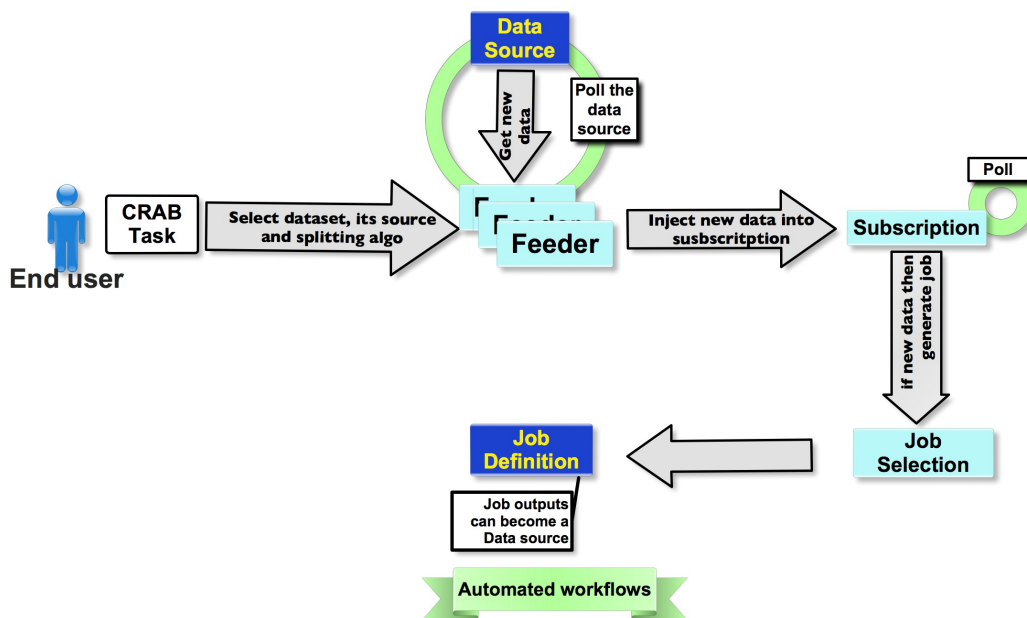 Data
Source
Poll the
data
source
Get new
data
Poll
CRAB
Task
End user
Select dataset, its source
and splitting algo
Feeder
Feeder
Inject new data into
susbscritption
Subscription
if new data then
generate job
Job
Selection
Job
Definition
Job outputs
can become a
Data source
Automated workflows